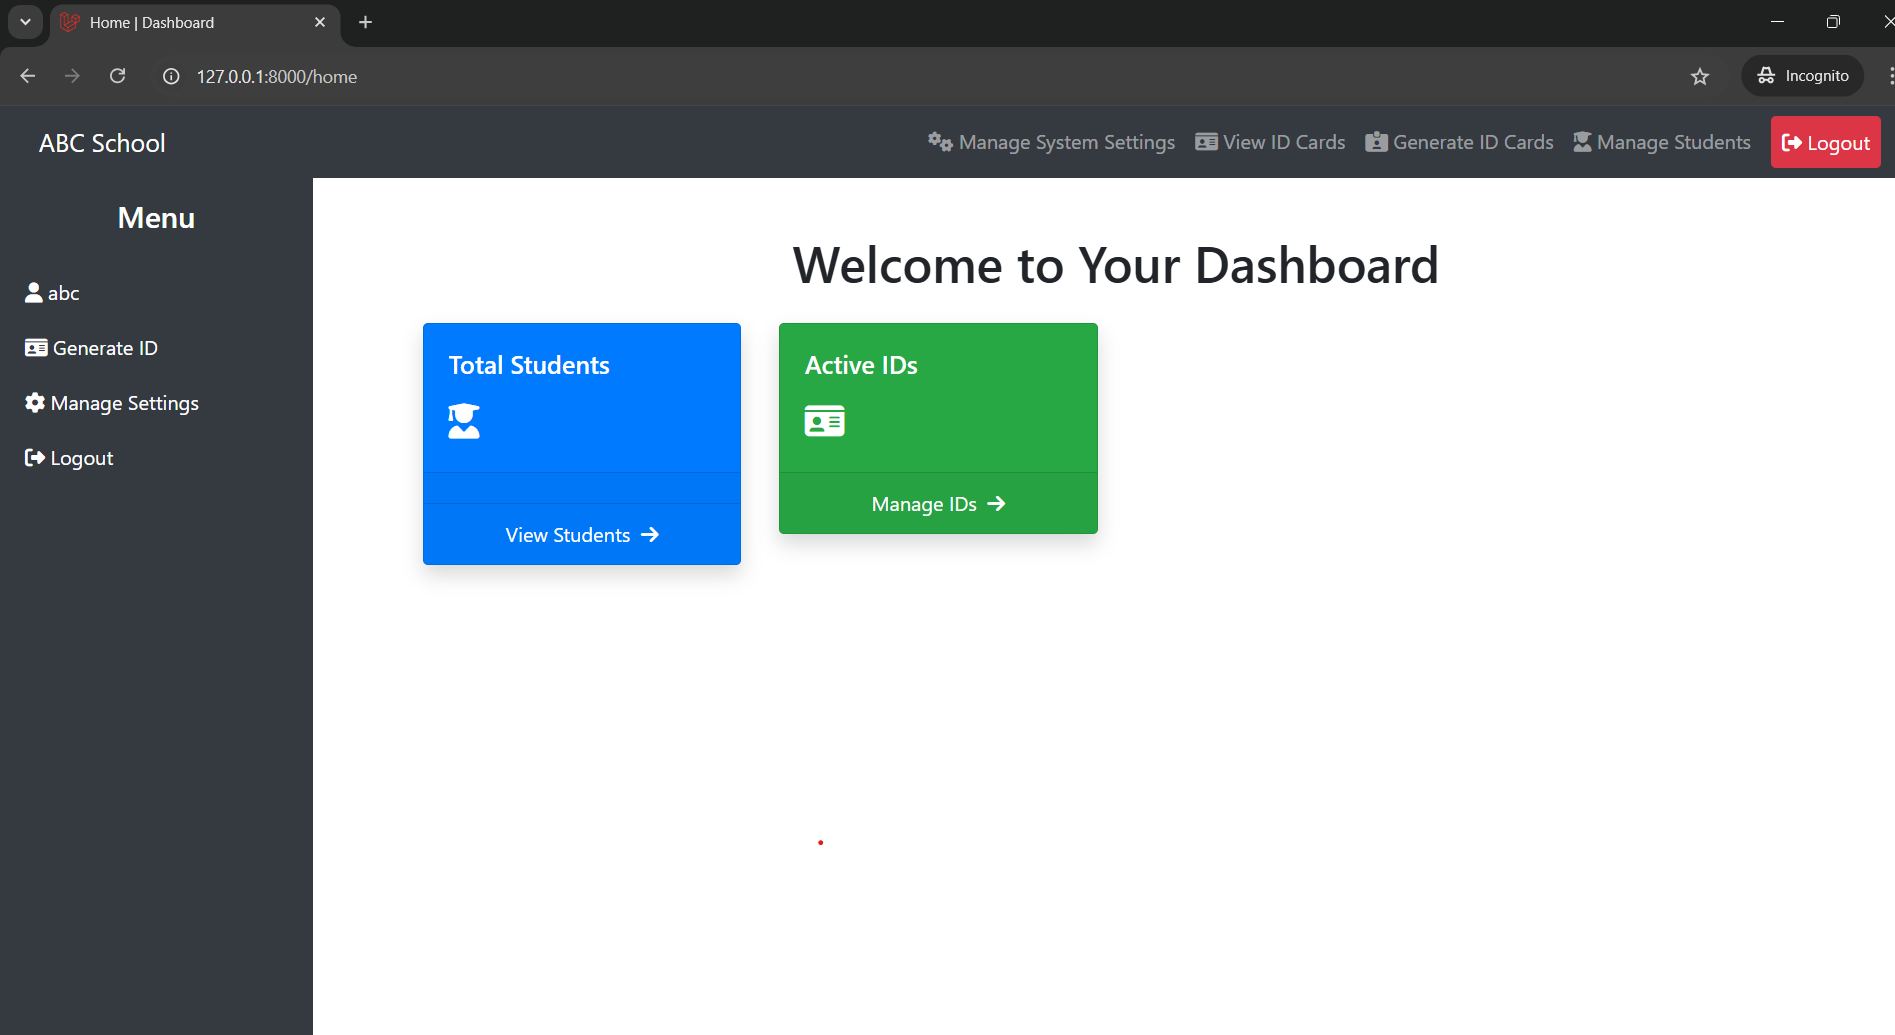 Home | Dashboard
127.0.0.1:8000/home
Incognito
ABC School
Manage System Settings
View ID Cards
Generate ID Cards
Manage Students
Logout
Menu
abc
Generate ID
Manage Settings
Logout
Welcome to Your Dashboard
Total Students
View Students
Active IDs
Manage IDs